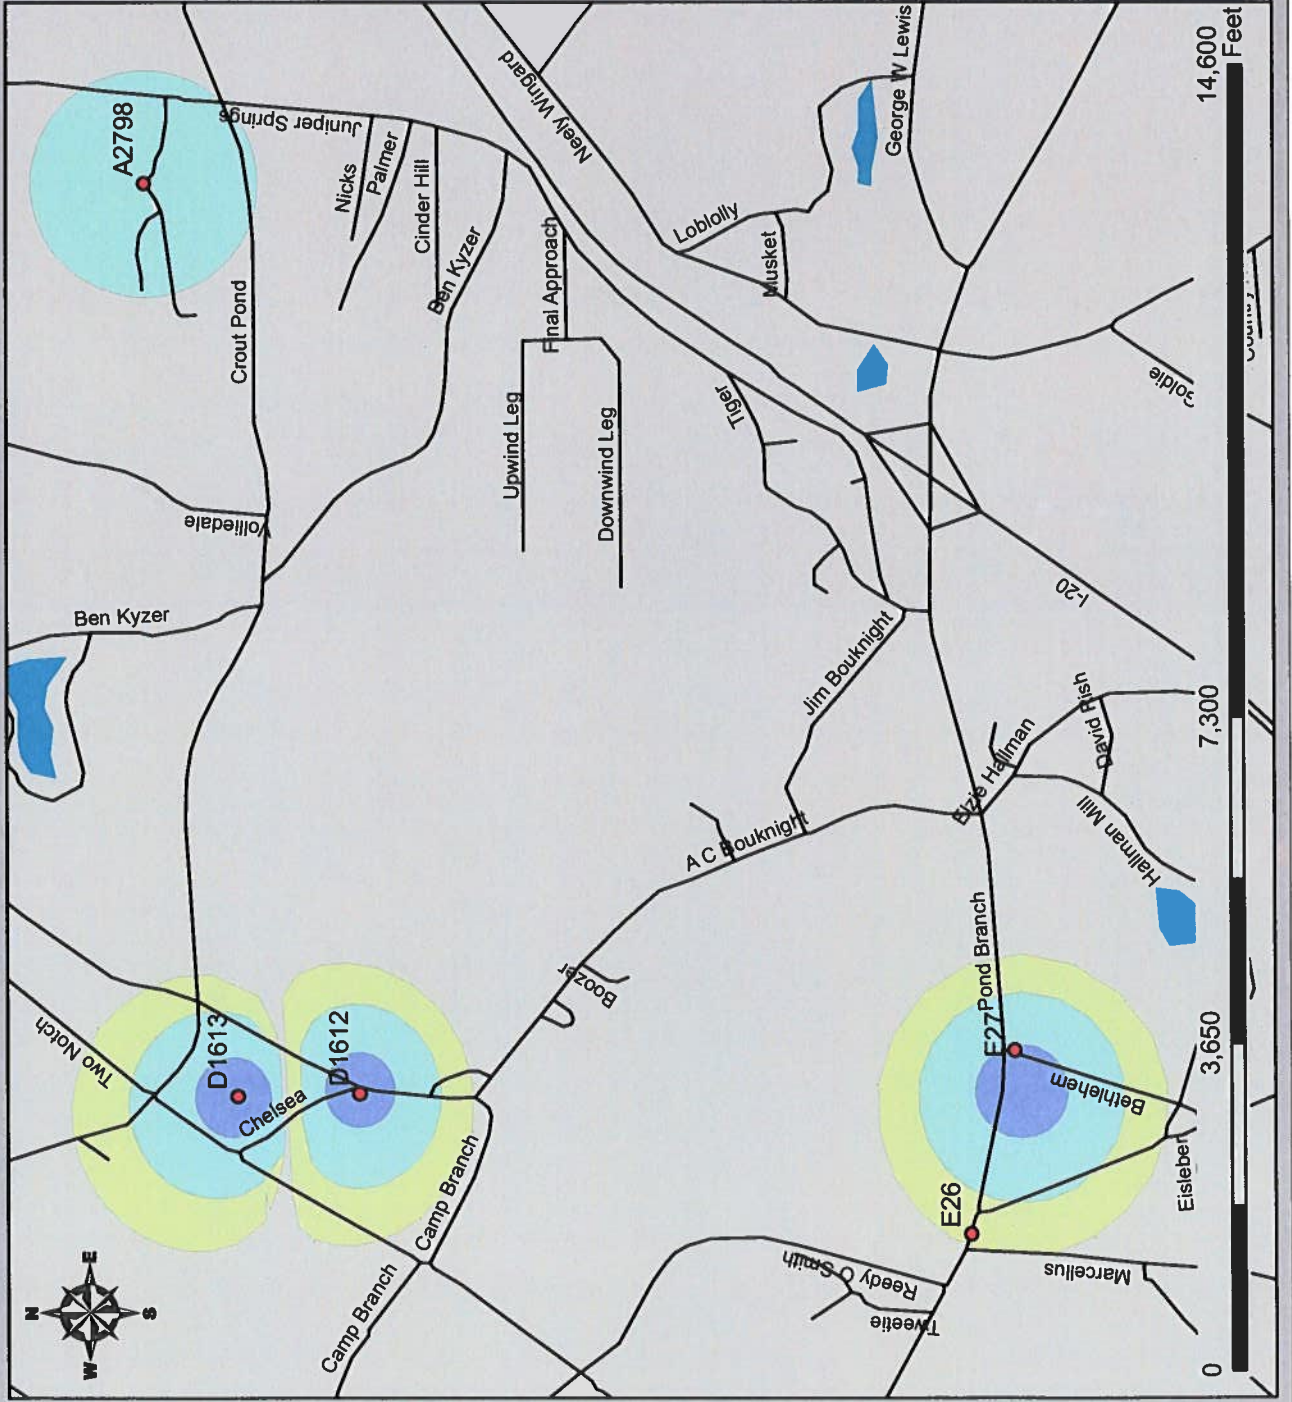 A2798
Juniper Springs
Crout Pond
Nicks
Palmer
Cinder Hill
Ben Kyzer
Final Approach
Upwind Leg
Downwind Leg
Neely Wingard
Loblolly
Musket
George W Lewis
Volliedale
Ben Kyzer
Tiger
I-20
Jim Bouknight
A C Bouknight
Elzie Hallman
David Rish
Hallman Mill
Boozer
Two Notch
D1613
D1612
Chelsea
Camp Branch
Camp Branch
Pond Branch
E27
E26
Bethlehem
Eisleben
Marcellus
Reedy O Smith
Tweetie
N
E
S
W
0
3,650
7,300
14,600
Feet